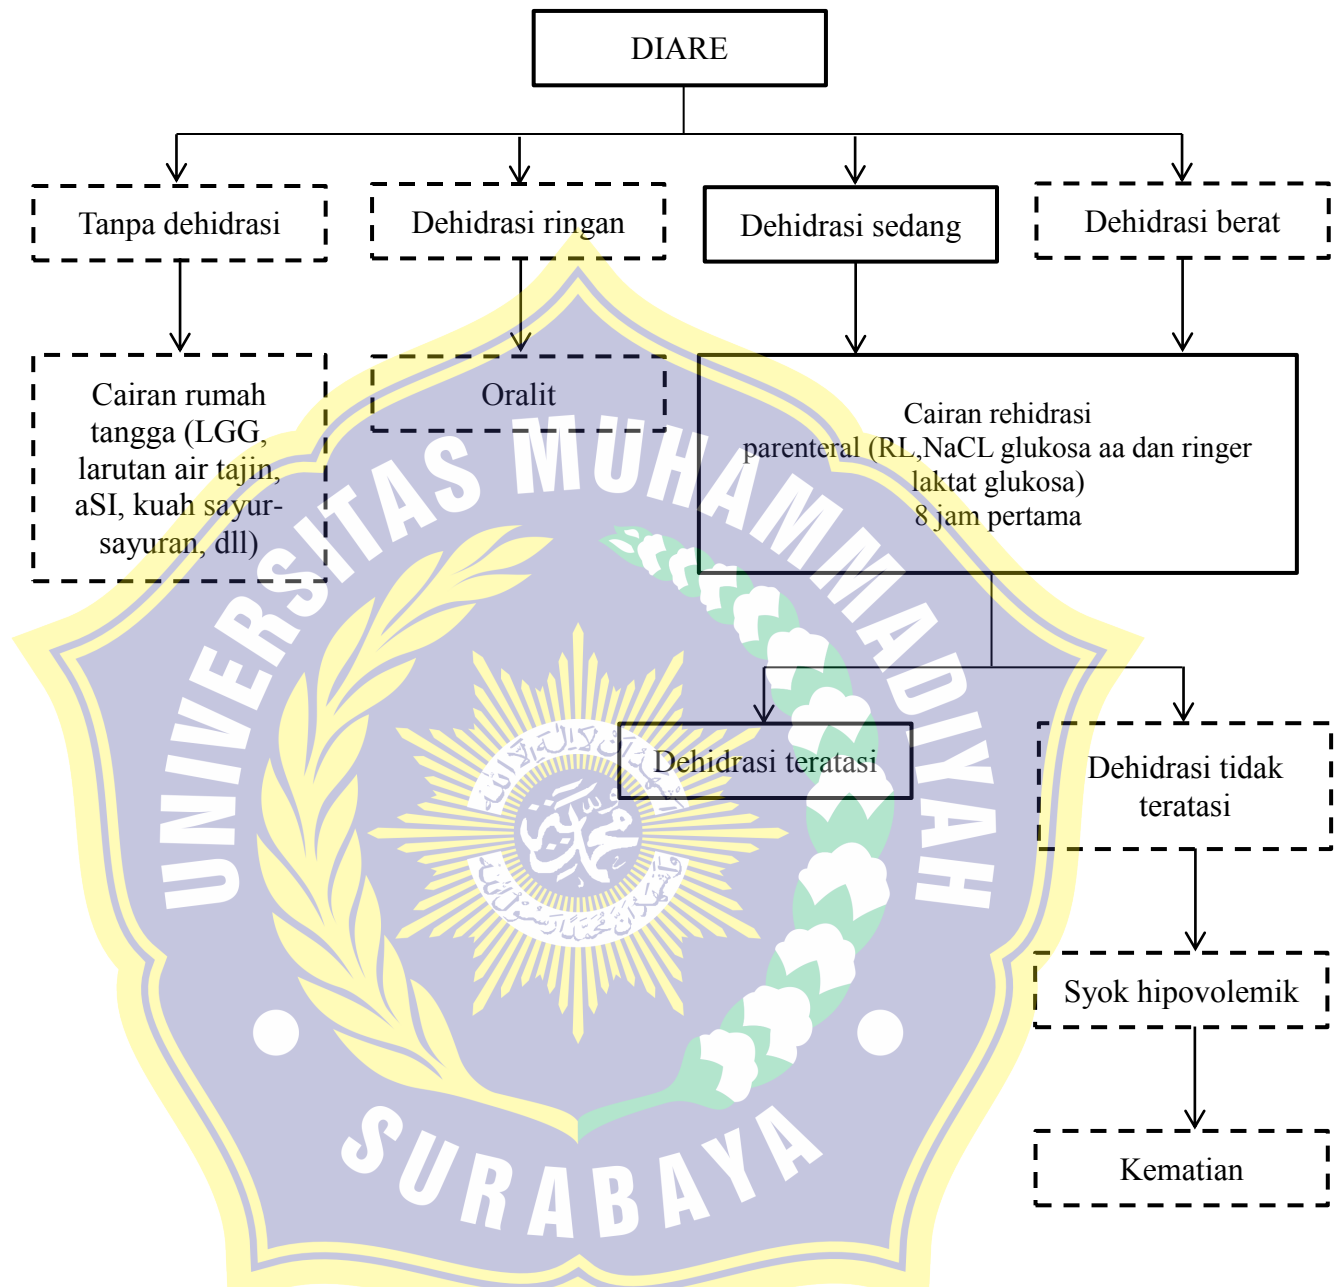 DIARE
Tanpa dehidrasi
Dehidrasi ringan
Dehidrasi sedang
Dehidrasi berat
Cairan rumah
tangga (LGG,
larutan air tajin,
aSI, kuah sayur-
sayuran, dll)
Oralit
Cairan rehidrasi
parenteral (RL,NaCL glukosa aa dan ringer
laktat glukosa)
8 jam pertama
Dehidrasi teratasi
Dehidrasi tidak
teratasi
Syok hipovolemik
Kematian
UNIVERSITAS MUHAMMADIYAH
SURABAYA